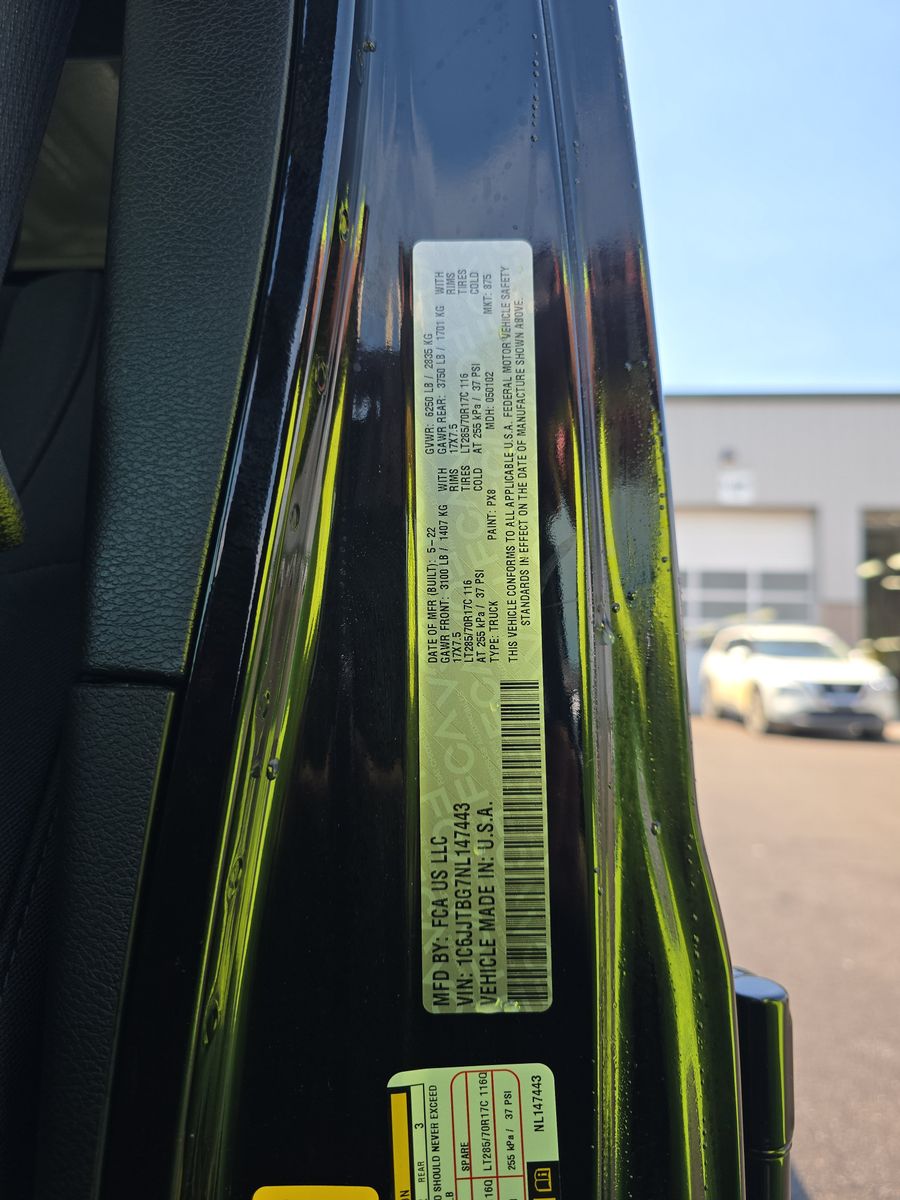 MFD BY: FCA US LLC
VIN: 1C6JJTBG7NL147443
VEHICLE MADE IN: U.S.A.
DATE OF MFR (BUILT): 5-22 GVWR: 6250 LB / 2835 KG
GAWR FRONT: 3100 LB / 1407 KG WITH GAWR REAR: 3750 LB / 1701 KG WITH
17X7.5 RIMS 17X7.5 RIMS
LT285/70R17C 116 TIRES LT285/70R17C 116 TIRES
AT 255 kPa / 37 PSI COLD AT 255 kPa / 37 PSI COLD
TYPE: TRUCK PAINT: PX8 MDH: 050102 MKT: 875
THIS VEHICLE CONFORMS TO ALL APPLICABLE U.S.A. FEDERAL MOTOR VEHICLE SAFETY
STANDARDS IN EFFECT ON THE DATE OF MANUFACTURE SHOWN ABOVE.
REAR 3
SHOULD NEVER EXCEED
LB
SPARE
LT285/70R17C 116Q
255 kPa / 37 PSI
NL147443